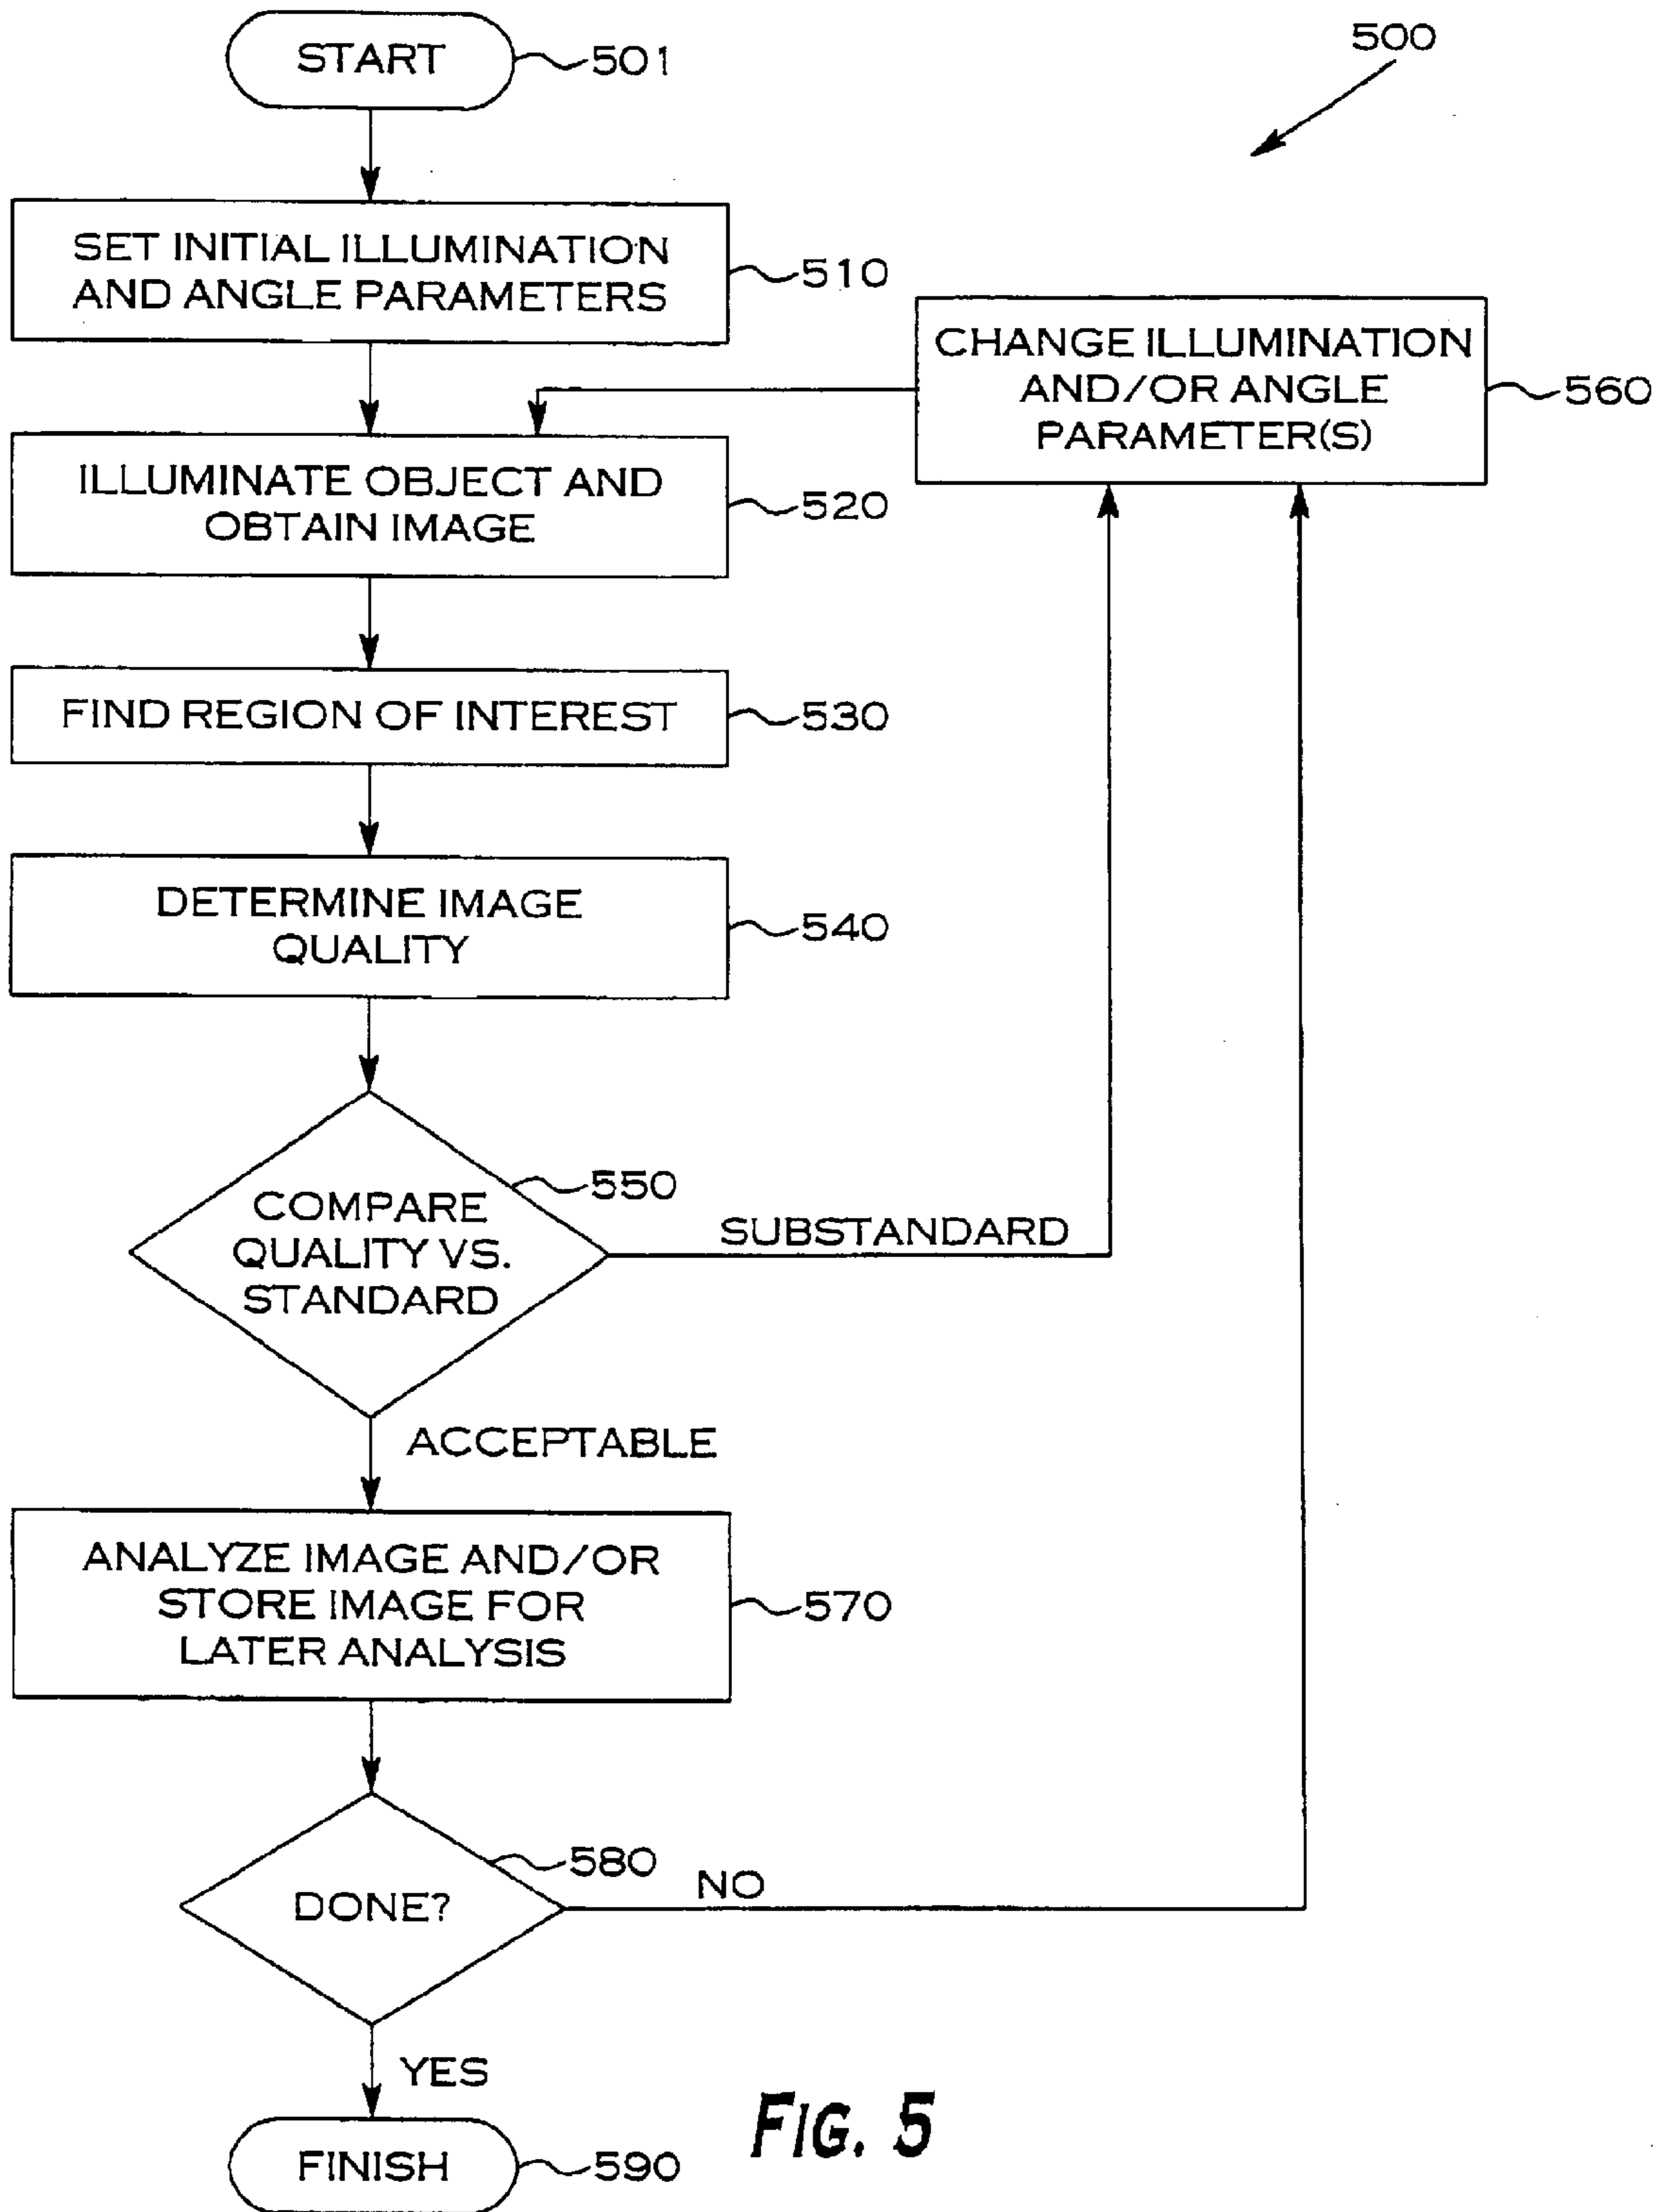 START
501
500
SET INITIAL ILLUMINATION
AND ANGLE PARAMETERS
510
CHANGE ILLUMINATION
AND/OR ANGLE
PARAMETER(S)
560
ILLUMINATE OBJECT AND
OBTAIN IMAGE
520
FIND REGION OF INTEREST
530
DETERMINE IMAGE
QUALITY
540
COMPARE
QUALITY VS.
STANDARD
550
SUBSTANDARD
ACCEPTABLE
ANALYZE IMAGE AND/OR
STORE IMAGE FOR
LATER ANALYSIS
570
DONE?
580
NO
YES
FINISH
590
FIG. 5